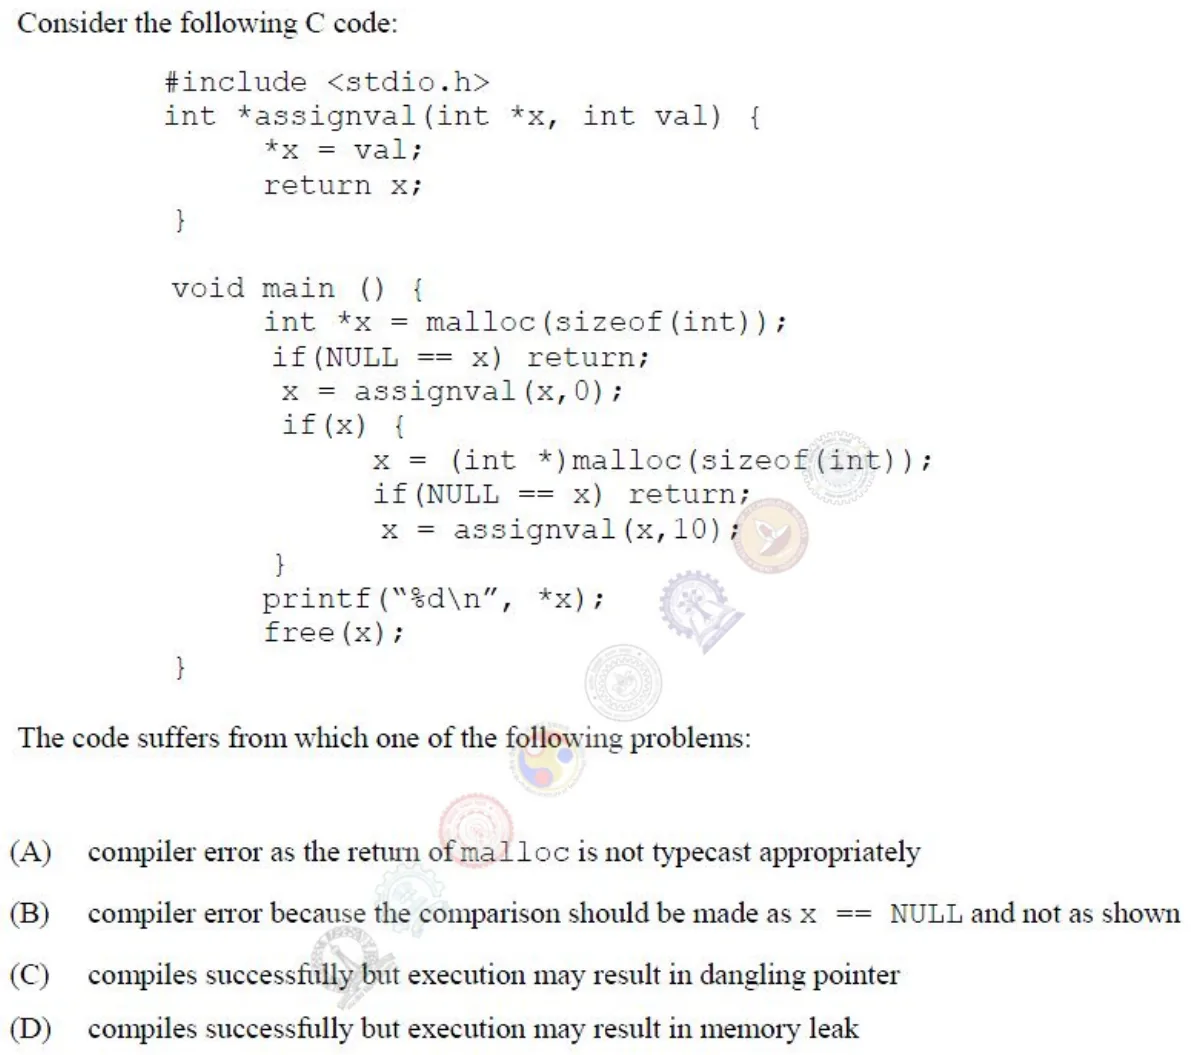 Consider the following C code:
#include <stdio.h>
int *assignval(int *x, int val) {
*x = val;
return x;
}
void main () {
int *x = malloc(sizeof(int));
if(NULL == x) return;
x = assignval(x,0);
if(x) {
x = (int *)malloc(sizeof(int));
if(NULL == x) return;
x = assignval(x,10);
}
printf(“%d\n”, *x);
free(x);
}
The code suffers from which one of the following problems:
(A) compiler error as the return of malloc is not typecast appropriately
(B) compiler error because the comparison should be made as x == NULL and not as shown
(C) compiles successfully but execution may result in dangling pointer
(D) compiles successfully but execution may result in memory leak